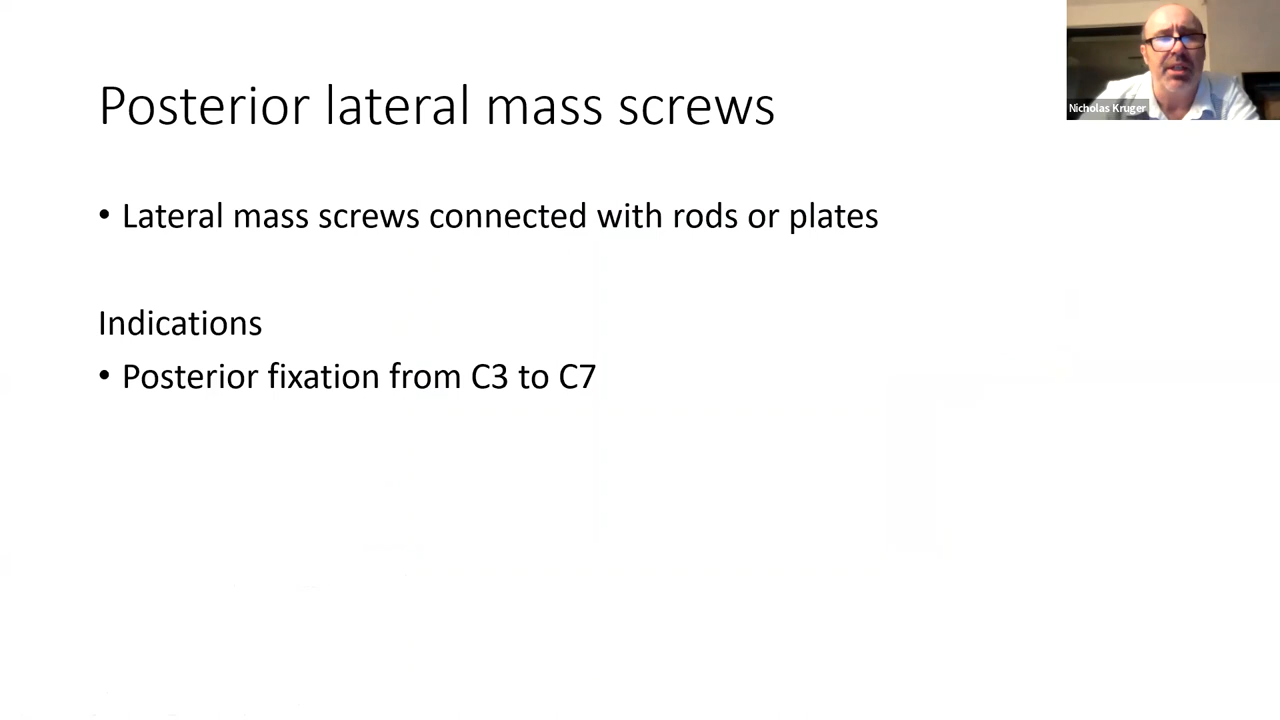 Posterior lateral mass screws
Nicholas Kruger
• Lateral mass screws connected with rods or plates
Indications
• Posterior fixation from C3 to C7